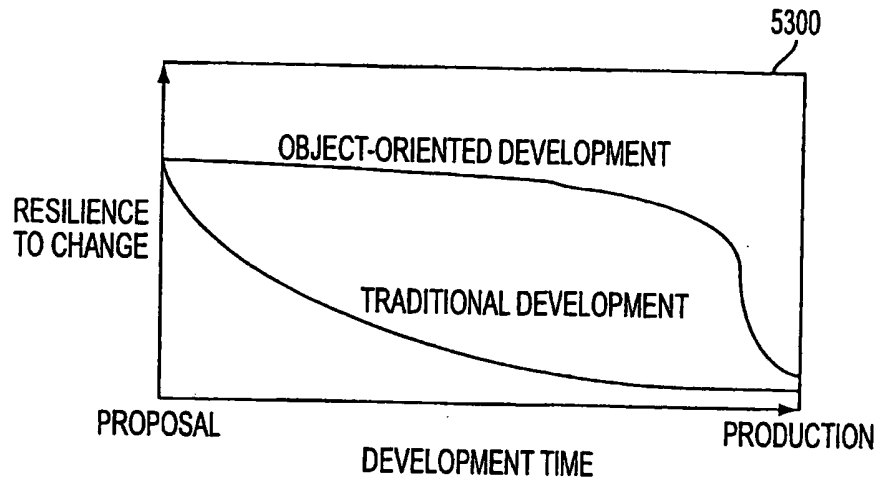 5300
OBJECT-ORIENTED DEVELOPMENT
RESILIENCE
TO CHANGE
TRADITIONAL DEVELOPMENT
PROPOSAL
PRODUCTION
DEVELOPMENT TIME